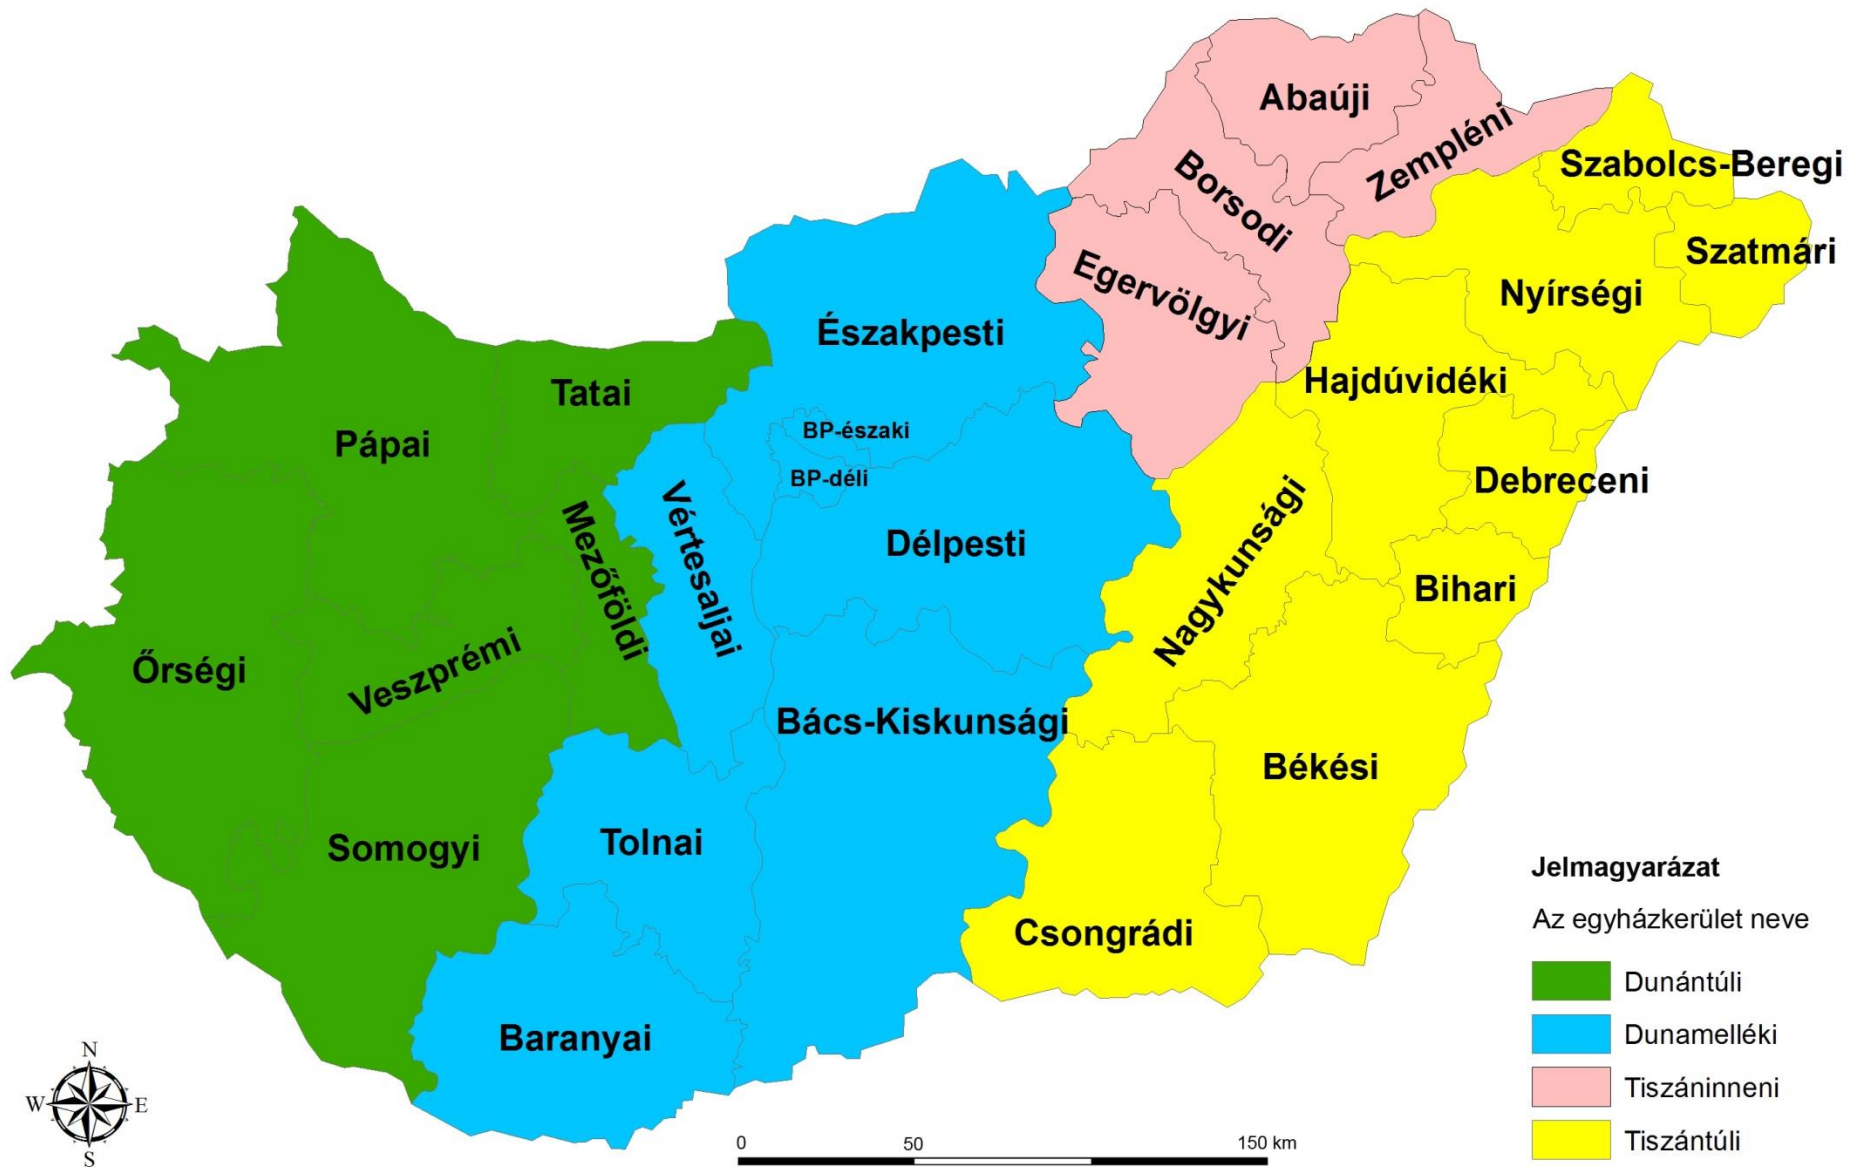 Abaúji
Zempléni
Szabolcs-Beregi
Borsodi
Szatmári
Egervölgyi
Nyírségi
Északpesti
Hajdúvidéki
Tatai
Pápai
BP-északi
BP-déli
Debreceni
Vértesaljai
Mezőföldi
Délpesti
Nagykunsági
Bihari
Őrségi
Veszprémi
Bács-Kiskunsági
Békési
Somogyi
Tolnai
Csongrádi
Baranyai
Jelmagyarázat
Az egyházkerület neve
Dunántúli
Dunamelléki
Tiszáninneni
Tiszántúli
N
W E
S
0 50 150 km